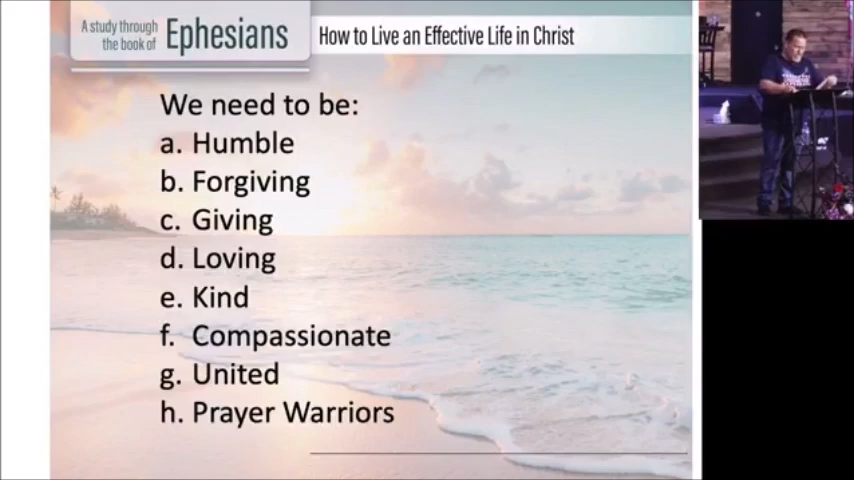 A study through
the book of
Ephesians
How to Live an Effective Life in Christ
We need to be:
a. Humble
b. Forgiving
c. Giving
d. Loving
e. Kind
f. Compassionate
g. United
h. Prayer Warriors